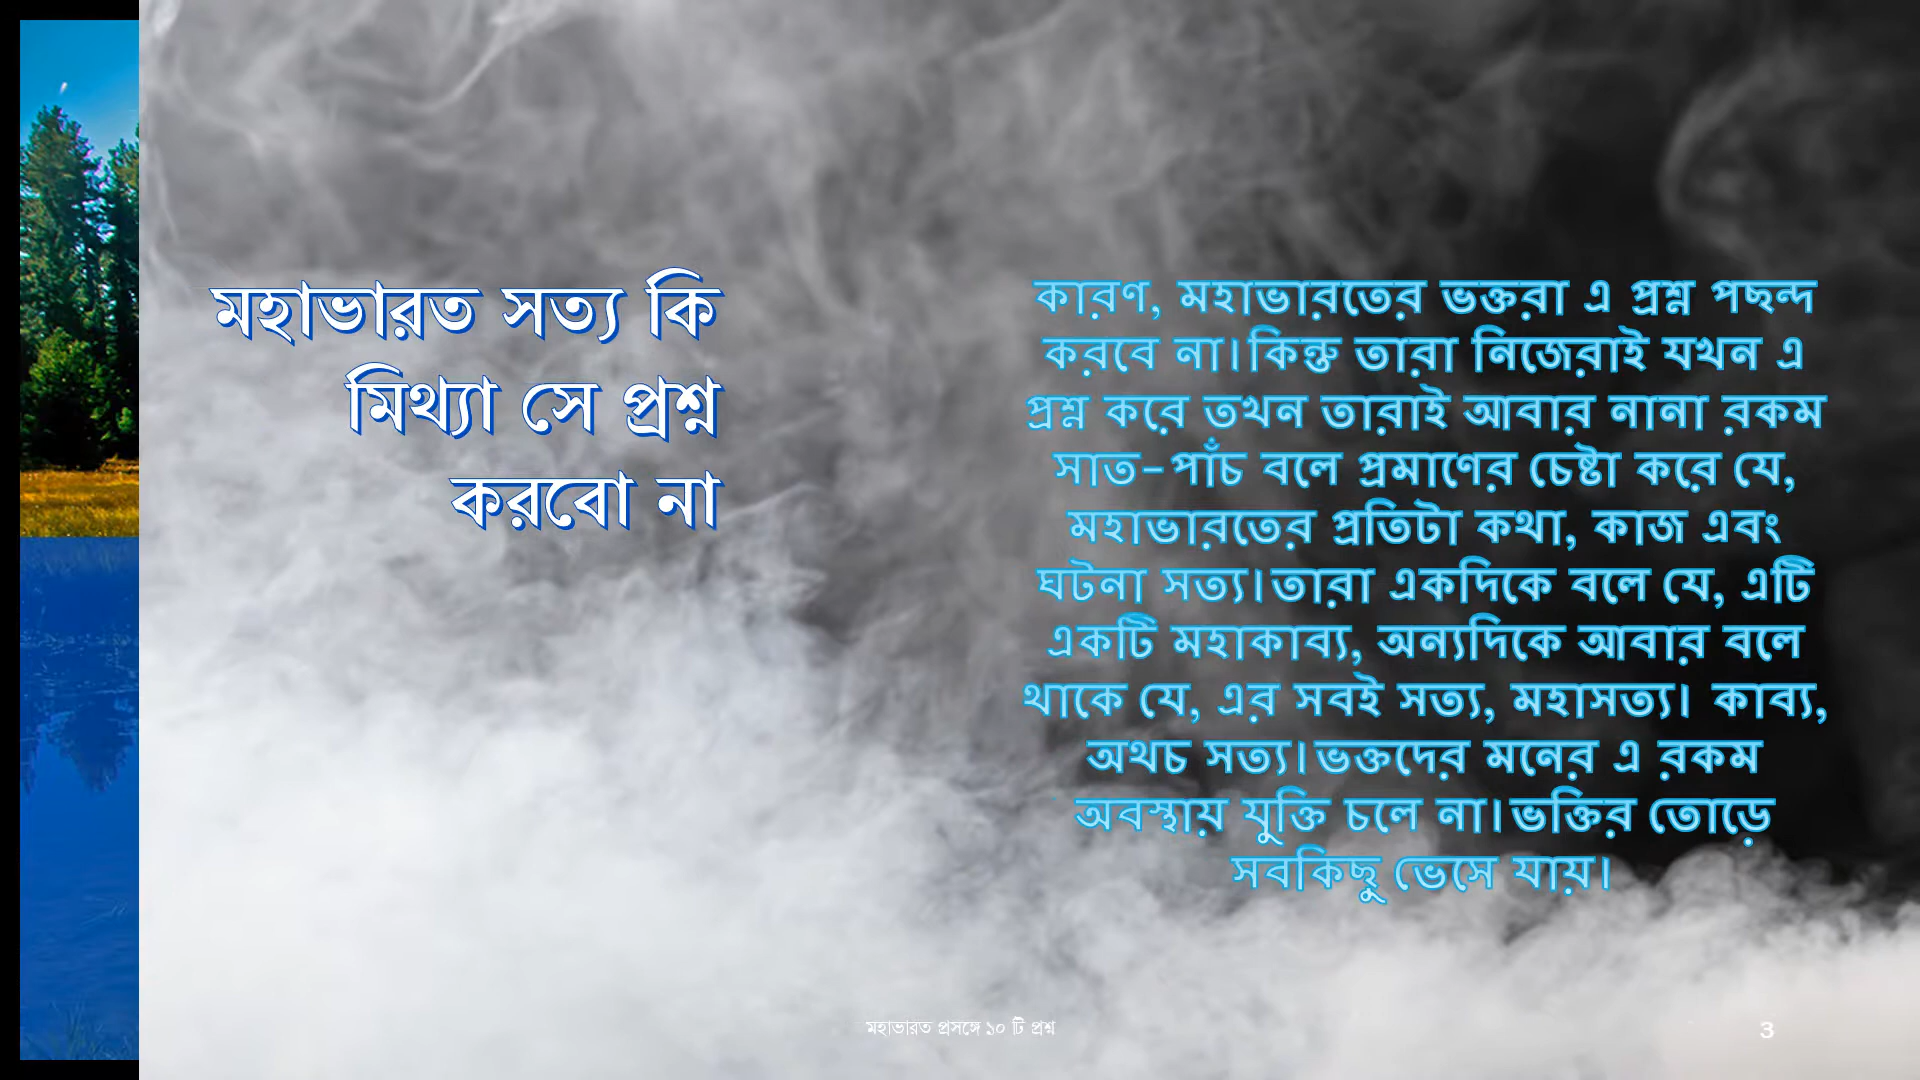 মহাভারত সত্য কি
মিথ্যা সে প্রশ্ন
করবো না
কারণ, মহাভারতের ভক্তরা এ প্রশ্ন পছন্দ
করবে না।কিন্তু তারা নিজেরাই যখন এ
প্রশ্ন করে তখন তারাই আবার নানা রকম
সাত-পাঁচ বলে প্রমাণের চেষ্টা করে যে,
মহাভারতের প্রতিটা কথা, কাজ এবং
ঘটনা সত্য।তারা একদিকে বলে যে, এটি
একটি মহাকাব্য, অন্যদিকে আবার বলে
থাকে যে, এর সবই সত্য, মহাসত্য। কাব্য,
অথচ সত্য।ভক্তদের মনের এ রকম
অবস্থায় যুক্তি চলে না।ভক্তির তোড়ে
সবকিছু ভেসে যায়।
মহাভারত প্রসঙ্গে ১০ টি প্রশ্ন
3